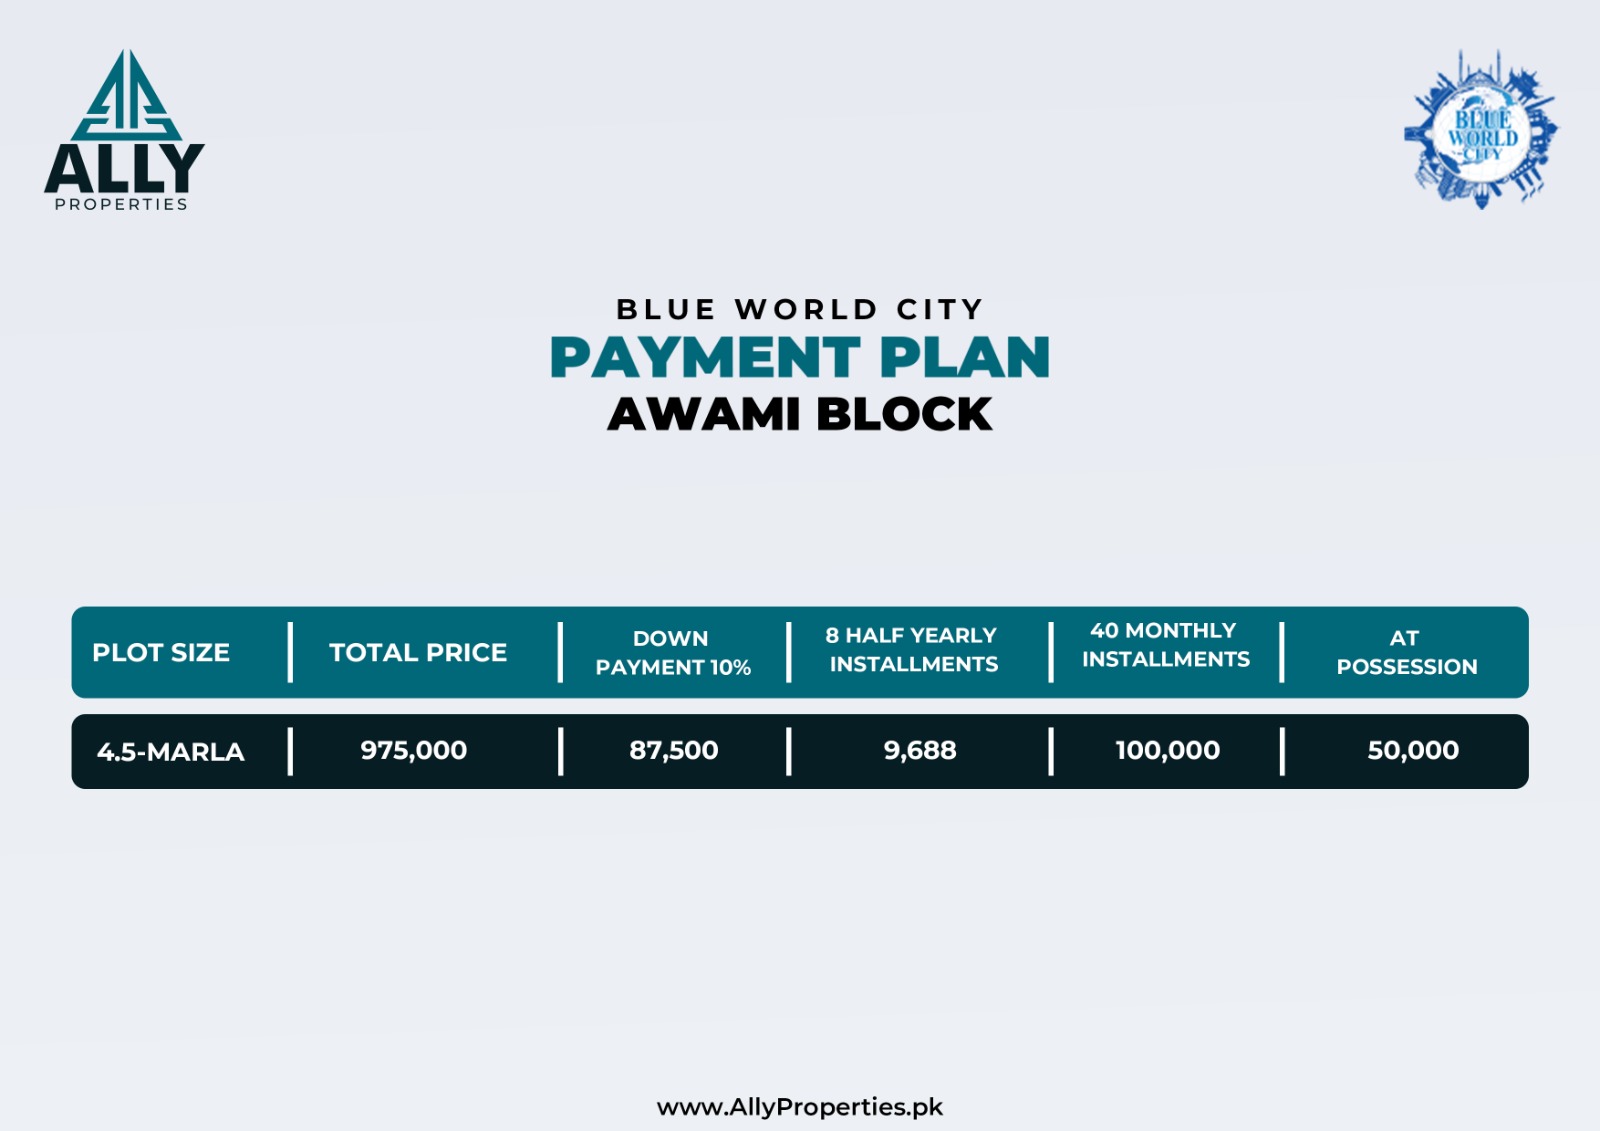 ALLY
PROPERTIES
BLUE
WORLD
CITY
BLUE WORLD CITY
PAYMENT PLAN
AWAMI BLOCK
PLOT SIZE
TOTAL PRICE
DOWN
PAYMENT 10%
8 HALF YEARLY
INSTALLMENTS
40 MONTHLY
INSTALLMENTS
AT
POSSESSION
4.5-MARLA
975,000
87,500
9,688
100,000
50,000
www.AllyProperties.pk